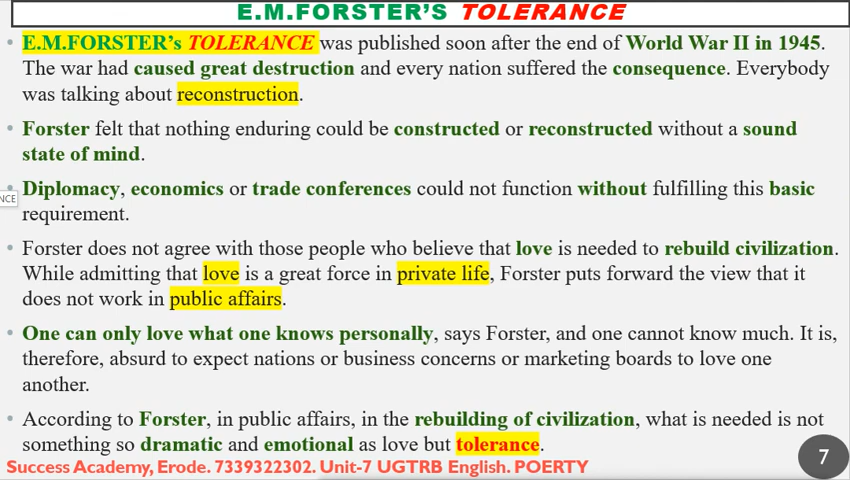 E.M.FORSTER'S TOLERANCE
• E.M.FORSTER's TOLERANCE was published soon after the end of World War II in 1945.
The war had caused great destruction and every nation suffered the consequence. Everybody
was talking about reconstruction.
• Forster felt that nothing enduring could be constructed or reconstructed without a sound
state of mind.
• Diplomacy, economics or trade conferences could not function without fulfilling this basic
NCE
requirement.
• Forster does not agree with those people who believe that love is needed to rebuild civilization.
While admitting that love is a great force in private life, Forster puts forward the view that it
does not work in public affairs.
• One can only love what one knows personally, says Forster, and one cannot know much. It is,
therefore, absurd to expect nations or business concerns or marketing boards to love one
another.
• According to Forster, in public affairs, in the rebuilding of civilization, what is needed is not
something so dramatic and emotional as love but tolerance.
Success Academy, Erode. 7339322302. Unit-7 UGTRB English. POERTY
7